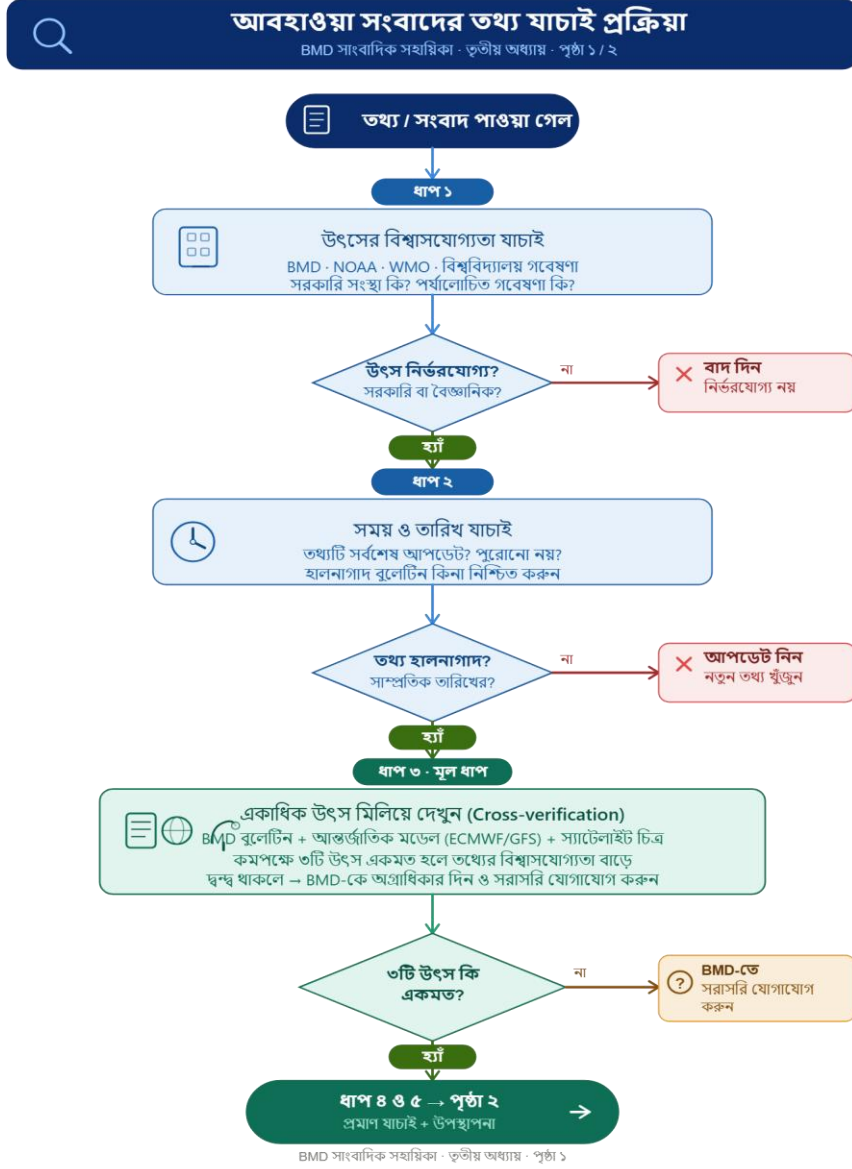 আবহাওয়া সংবাদের তথ্য যাচাই প্রক্রিয়া
BMD সাংবাদিক সহায়িকা · তৃতীয় অধ্যায় · পৃষ্ঠা ১ / ২
তথ্য / সংবাদ পাওয়া গেল
ধাপ ১
উৎসের বিশ্বাসযোগ্যতা যাচাই
BMD · NOAA · WMO · বিশ্ববিদ্যালয় গবেষণা
সরকারি সংস্থা কি? পর্যালোচিত গবেষণা কি?
উৎস নির্ভরযোগ্য?
সরকারি বা বৈজ্ঞানিক?
না
বাদ দিন
নির্ভরযোগ্য নয়
হ্যাঁ
ধাপ ২
সময় ও তারিখ যাচাই
তথ্যটি সর্বশেষ আপডেট? পুরোনো নয়?
হালনাগাদ বুলেটিন কিনা নিশ্চিত করুন
তথ্য হালনাগাদ?
সাম্প্রতিক তারিখের?
না
আপডেট নিন
নতুন তথ্য খুঁজুন
হ্যাঁ
ধাপ ৩ · মূল ধাপ
একাধিক উৎস মিলিয়ে দেখুন (Cross-verification)
BMD বুলেটিন + আন্তর্জাতিক মডেল (ECMWF/GFS) + স্যাটেলাইট চিত্র
কমপক্ষে ৩টি উৎস একমত হলে তথ্যের বিশ্বাসযোগ্যতা বাড়ে
দ্বন্দ্ব থাকলে → BMD-কে অগ্রাধিকার দিন ও সরাসরি যোগাযোগ করুন
৩টি উৎস কি
একমত?
না
?
BMD-তে
সরাসরি যোগাযোগ
করুন
হ্যাঁ
ধাপ ৪ ও ৫ → পৃষ্ঠা ২
প্রমাণ যাচাই + উপস্থাপনা
BMD সাংবাদিক সহায়িকা · তৃতীয় অধ্যায় · পৃষ্ঠা ১